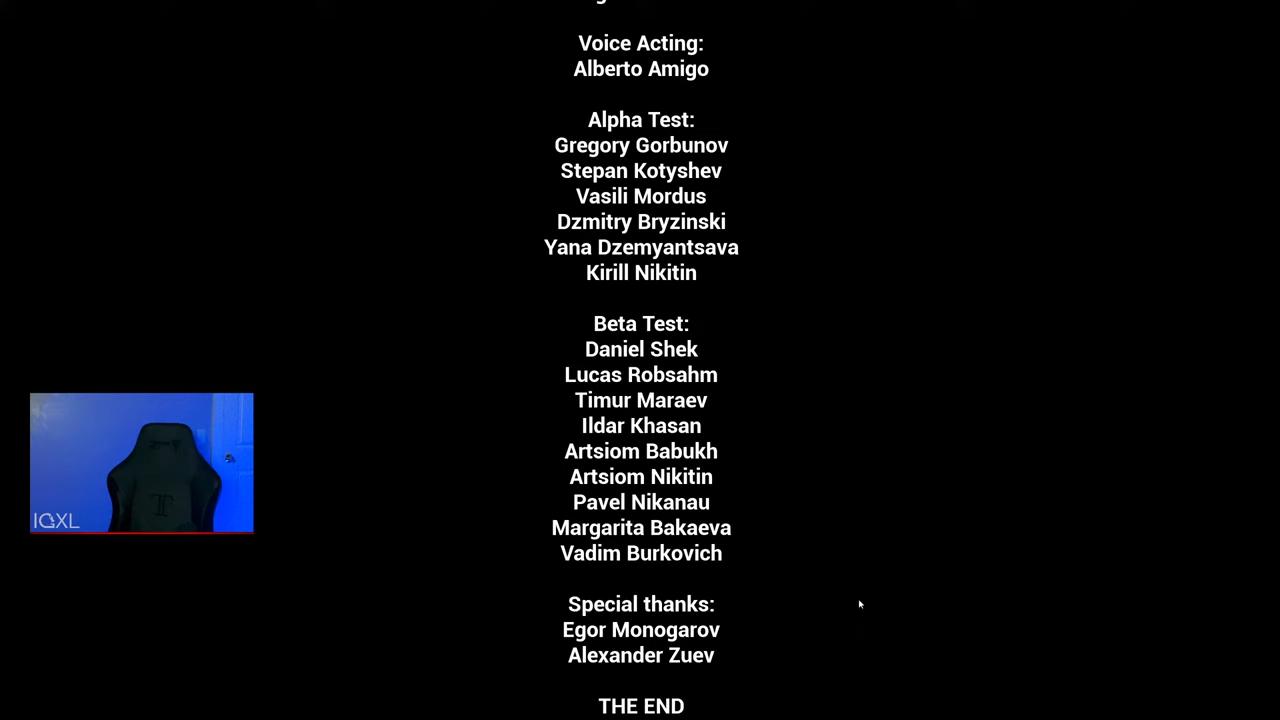 Voice Acting:
Alberto Amigo
Alpha Test:
Gregory Gorbunov
Stepan Kotyshev
Vasili Mordus
Dzmitry Bryzinski
Yana Dzemyantsava
Kirill Nikitin
Beta Test:
Daniel Shek
Lucas Robsahm
Timur Maraev
Ildar Khasan
Artsiom Babukh
Artsiom Nikitin
Pavel Nikanau
Margarita Bakaeva
Vadim Burkovich
Special thanks:
Egor Monogarov
Alexander Zuev
THE END